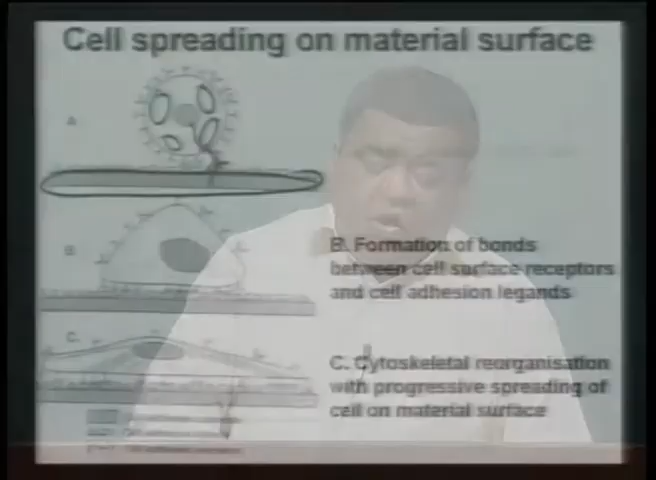 Cell spreading on material surface
A
B. Formation of bonds
between cell surface receptors
and cell adhesion legands
B.
C.
C. Cytoskeletal reorganisation
with progressive spreading of
cell on material surface